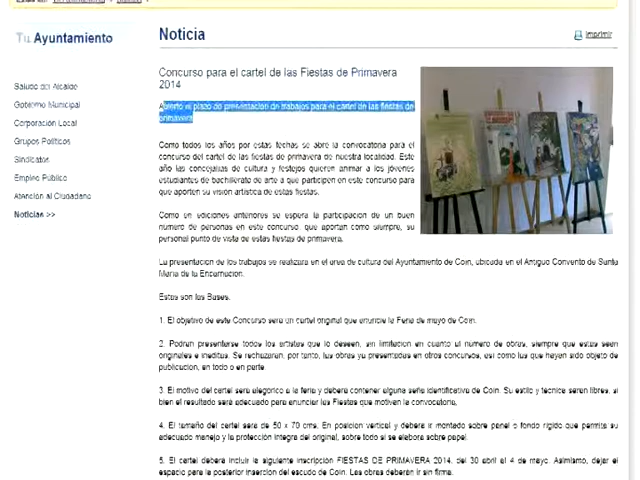 Tu Ayuntamiento
Saludo del Alcalde
Gobierno Municipal
Corporación Local
Grupos Políticos
Sindicatos
Empleo Público
Atención al Ciudadano
Noticias >>
Noticia
Imprimir
Concurso para el cartel de las Fiestas de Primavera
2014
Abierto el plazo de presentación de trabajos para el cartel de las fiestas de
primavera
Como todos los años por estas fechas se abre la convocatoria para el
concurso del cartel de las fiestas de primavera de nuestra localidad. Este
año las concejalías de cultura y festejos quieren animar a los jóvenes
estudiantes de bachillerato de arte a que participen en este concurso para
que aporten su visión artística de estas fiestas.
Como en ediciones anteriores se espera la participación de un buen
número de personas en este concurso, que aportan como siempre, su
personal punto de vista de estas fiestas de primavera.
La presentación de los trabajos se realizara en el area de cultura del Ayuntamiento de Coín, ubicada en el Antiguo Convento de Santa
María de la Encarnación.
Estas son las Bases.
1. El objetivo de este Concurso sera un cartel original que anuncie la Feria de mayo de Coín.
2. Podran presentarse todos los artistas que lo deseen, sin limitacion en cuanto al número de obras, siempre que estas seen
originales e ineditas. Se rechazaran, por tanto, las obras ya presentadas en otros concursos, asi como las que hayan sido objeto de
publicacion, en todo o en parte.
3. El motivo del cartel sera alegorico a la feria y debera contener alguna seña identificativa de Coín. Su estilo y técnica seran libres, si
bien el resultado será adecuado para anunciar las Fiestas que motivan la convocatoria.
4. El tamaño del cartel sera de 50 x 70 cms. En posicion vertical y debera ir montado sobre panel o fondo rigido que permita su
adecuado manejo y la protección integra del original, sobre todo si se elabora sobre papel.
5. El cartel debera incluir la siguiente inscripción FIESTAS DE PRIMAVERA 2014, del 30 abril al 4 de mayo. Asimismo, dejar el
espacio para la posterior insercion del escudo de Coín. Las obras deberan ir sin firma.